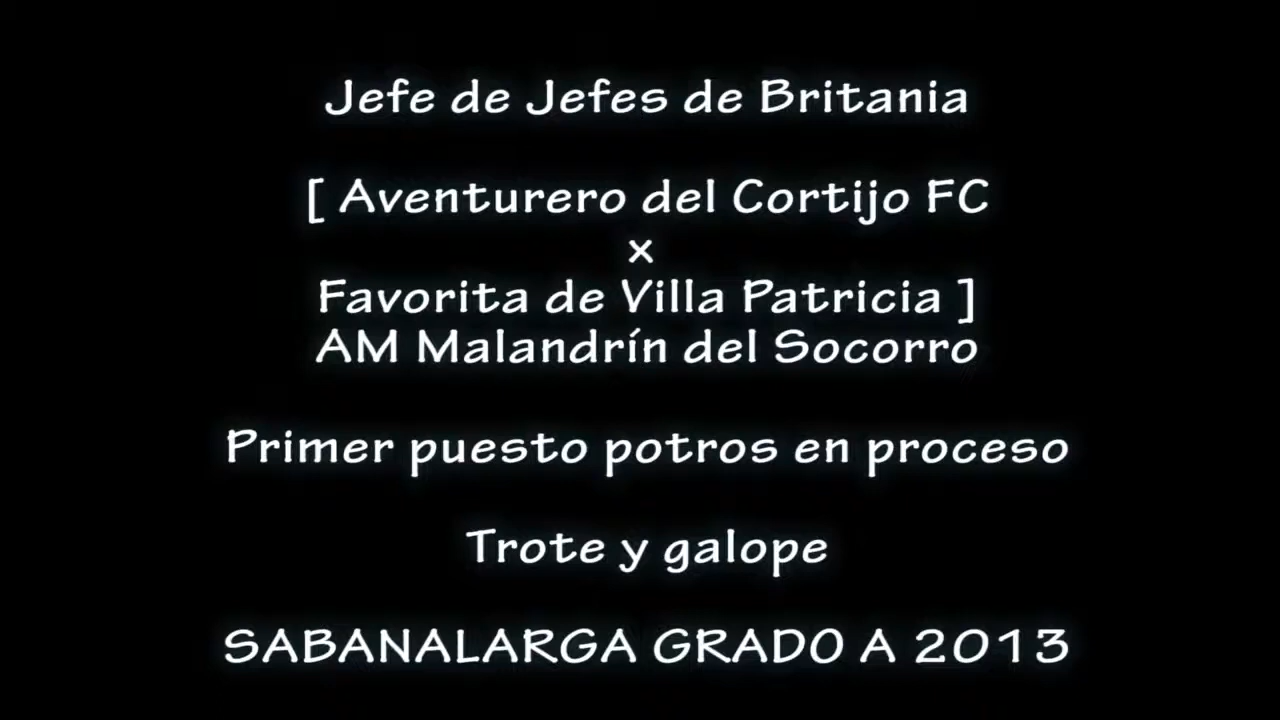 Jefe de Jefes de Britania
[ Aventurero del Cortijo FC
x
Favorita de Villa Patricia ]
AM Malandrín del Socorro
Primer puesto potros en proceso
Trote y galope
SABANALARGA GRADO A 2013